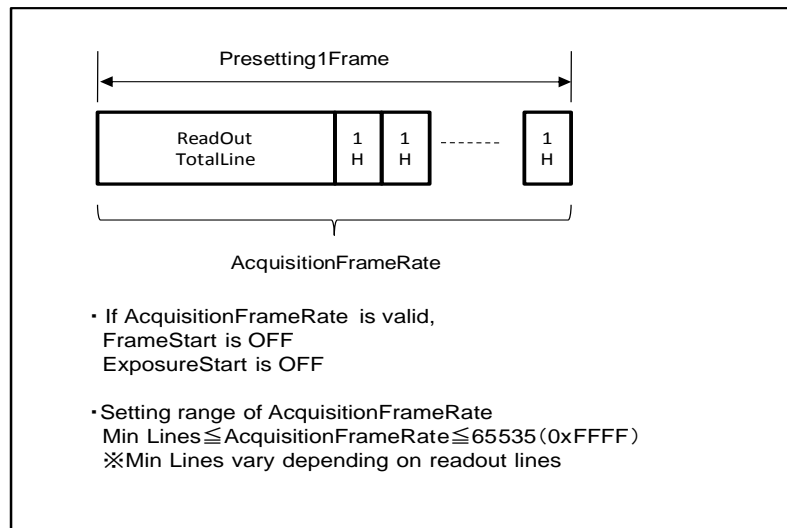 Presetting1Frame
ReadOut
TotalLine
1
H
1
H
1
H
AcquisitionFrameRate
・If AcquisitionFrameRate is valid,
FrameStart is OFF
ExposureStart is OFF
・Setting range of AcquisitionFrameRate
Min Lines≦AcquisitionFrameRate≦65535(0xFFFF)
※Min Lines vary depending on readout lines